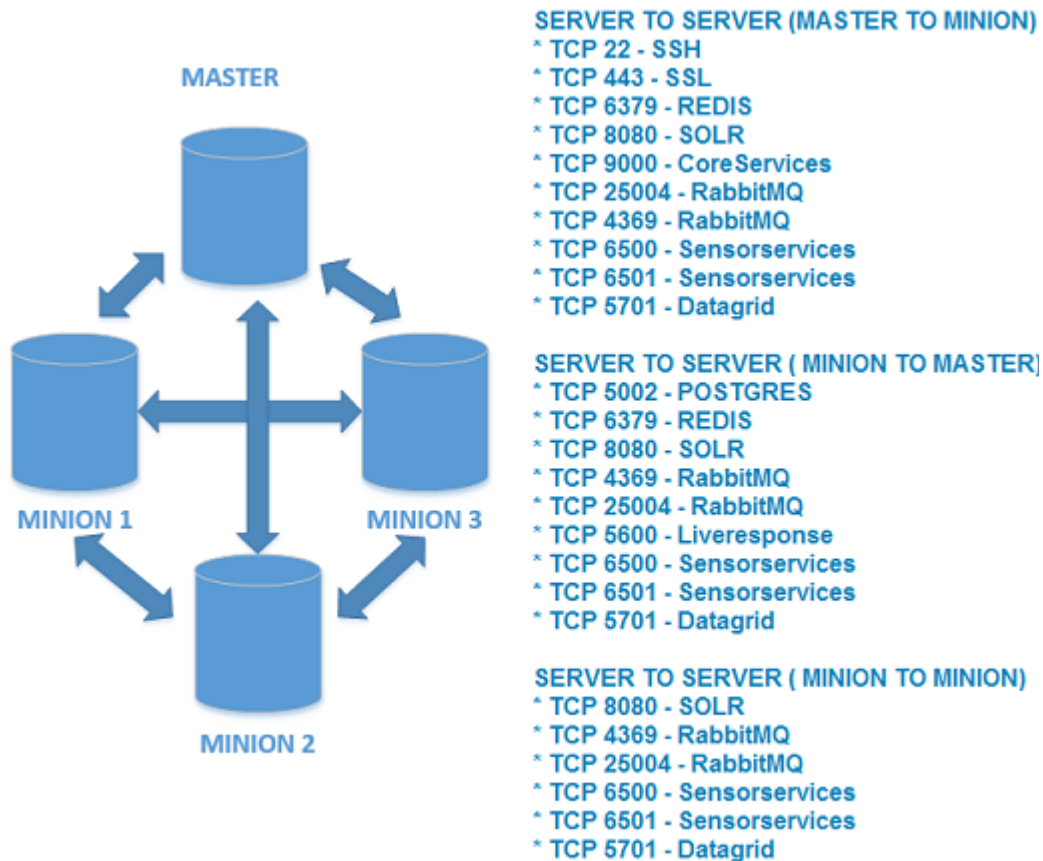 MASTER
MINION 1
MINION 3
MINION 2
SERVER TO SERVER (MASTER TO MINION)
* TCP 22 - SSH
* TCP 443 - SSL
* TCP 6379 - REDIS
* TCP 8080 - SOLR
* TCP 9000 - CoreServices
* TCP 25004 - RabbitMQ
* TCP 4369 - RabbitMQ
* TCP 6500 - Sensorservices
* TCP 6501 - Sensorservices
* TCP 5701 - Datagrid
SERVER TO SERVER ( MINION TO MASTER)
* TCP 5002 - POSTGRES
* TCP 6379 - REDIS
* TCP 8080 - SOLR
* TCP 4369 - RabbitMQ
* TCP 25004 - RabbitMQ
* TCP 5600 - Liveresponse
* TCP 6500 - Sensorservices
* TCP 6501 - Sensorservices
* TCP 5701 - Datagrid
SERVER TO SERVER ( MINION TO MINION)
* TCP 8080 - SOLR
* TCP 4369 - RabbitMQ
* TCP 25004 - RabbitMQ
* TCP 6500 - Sensorservices
* TCP 6501 - Sensorservices
* TCP 5701 - Datagrid